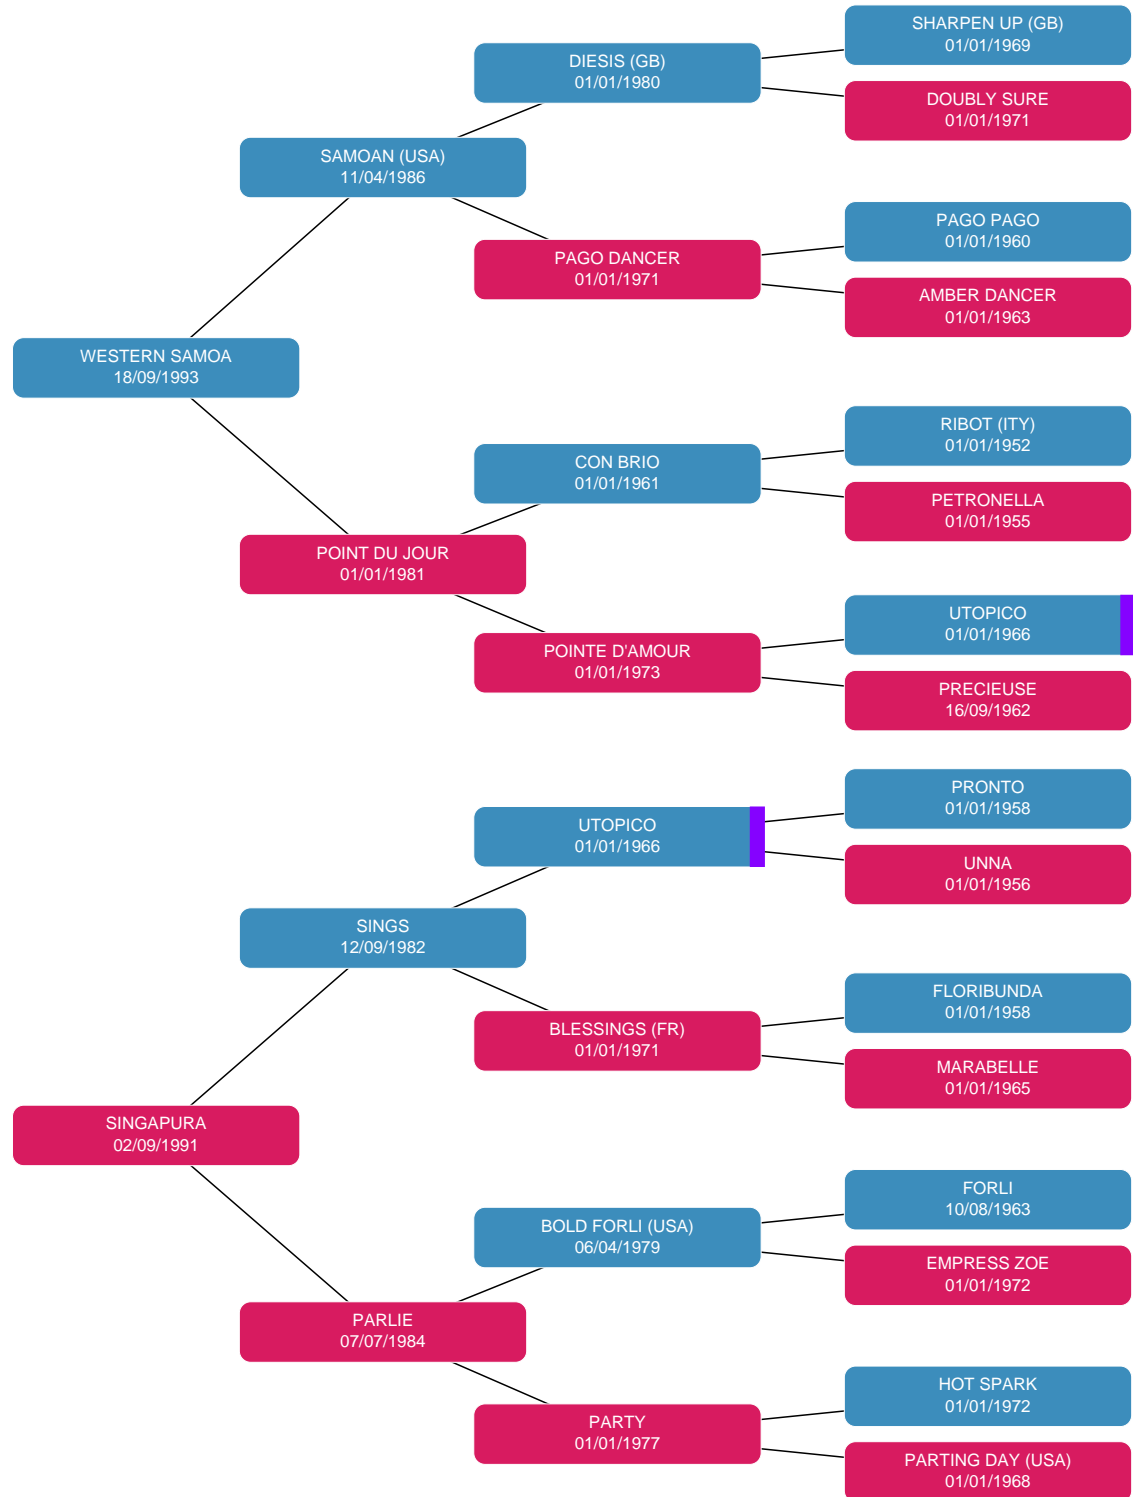 SHARPEN UP (GB)
01/01/1969
DIESIS (GB)
01/01/1980
DOUBLY SURE
01/01/1971
SAMOAN (USA)
11/04/1986
PAGO PAGO
01/01/1960
PAGO DANCER
01/01/1971
AMBER DANCER
01/01/1963
WESTERN SAMOA
18/09/1993
RIBOT (ITY)
01/01/1952
CON BRIO
01/01/1961
PETRONELLA
01/01/1955
POINT DU JOUR
01/01/1981
UTOPICO
01/01/1966
POINTE D'AMOUR
01/01/1973
PRECIEUSE
16/09/1962
PRONTO
01/01/1958
UTOPICO
01/01/1966
UNNA
01/01/1956
SINGS
12/09/1982
FLORIBUNDA
01/01/1958
BLESSINGS (FR)
01/01/1971
MARABELLE
01/01/1965
SINGAPURA
02/09/1991
FORLI
10/08/1963
BOLD FORLI (USA)
06/04/1979
EMPRESS ZOE
01/01/1972
PARLIE
07/07/1984
HOT SPARK
01/01/1972
PARTY
01/01/1977
PARTING DAY (USA)
01/01/1968